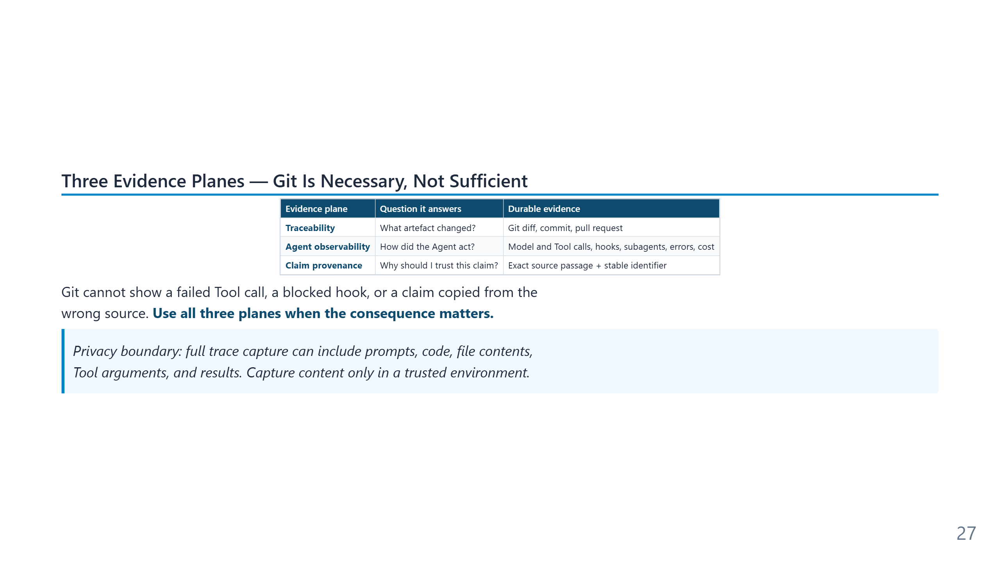 Three Evidence Planes — Git Is Necessary, Not Sufficient
Evidence plane Question it answers Durable evidence
Traceability What artefact changed? Git diff, commit, pull request
Agent observability How did the Agent act? Model and Tool calls, hooks, subagents, errors, cost
Claim provenance Why should I trust this claim? Exact source passage + stable identifier
Git cannot show a failed Tool call, a blocked hook, or a claim copied from the
wrong source. Use all three planes when the consequence matters.
Privacy boundary: full trace capture can include prompts, code, file contents,
Tool arguments, and results. Capture content only in a trusted environment.
27